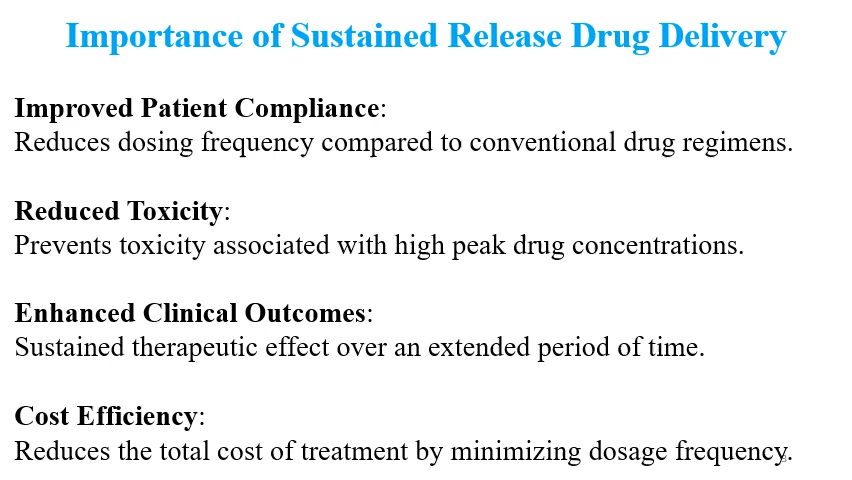 Importance of Sustained Release Drug Delivery
Improved Patient Compliance:
Reduces dosing frequency compared to conventional drug regimens.
Reduced Toxicity:
Prevents toxicity associated with high peak drug concentrations.
Enhanced Clinical Outcomes:
Sustained therapeutic effect over an extended period of time.
Cost Efficiency:
Reduces the total cost of treatment by minimizing dosage frequency.